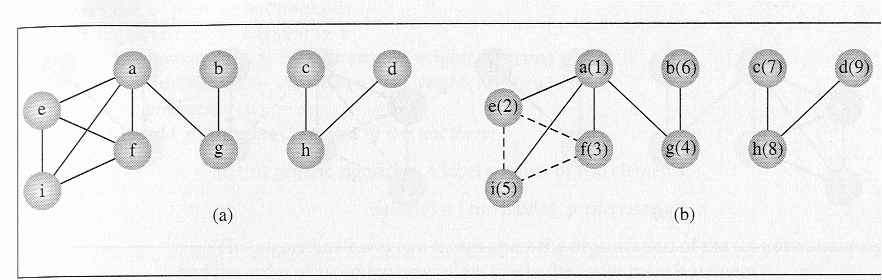 a b c d
e
f g h
i
(a)
a(1) b(6) c(7) d(9)
e(2)
f(3) g(4) h(8)
i(5)
(b)